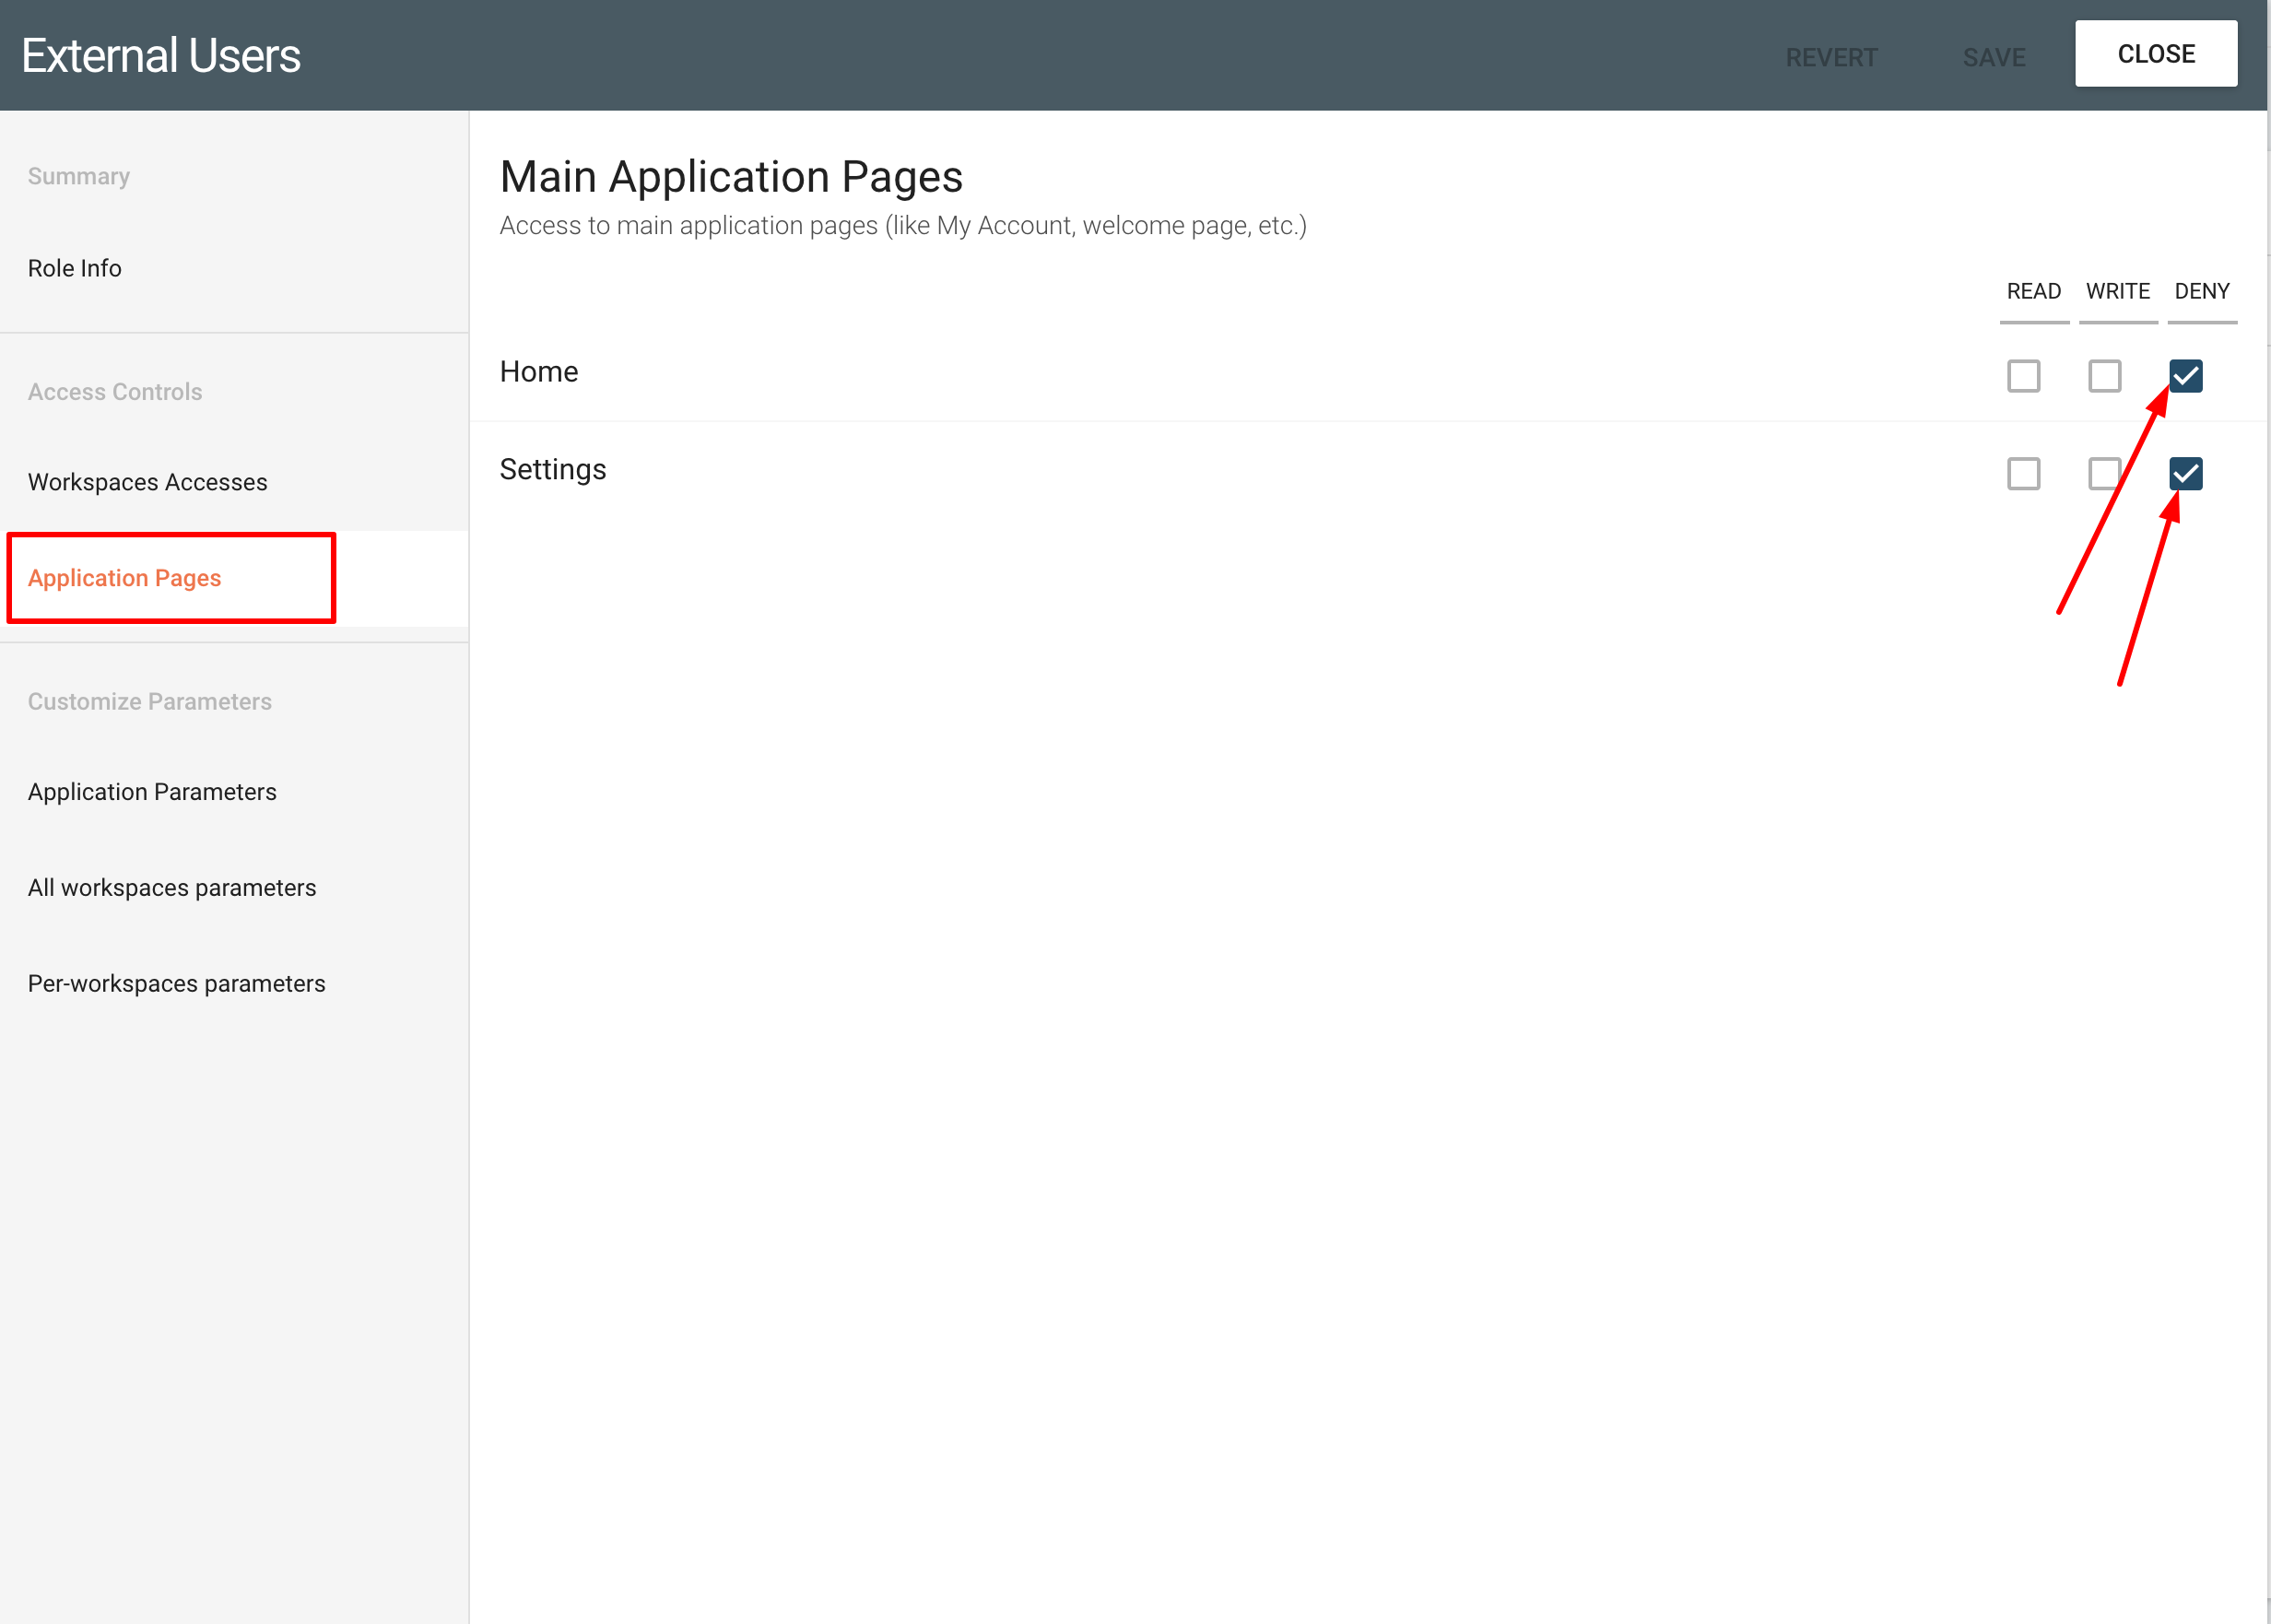 External Users
REVERT
SAVE
CLOSE
Summary
Role Info
Access Controls
Workspaces Accesses
Application Pages
Customize Parameters
Application Parameters
All workspaces parameters
Per-workspaces parameters
Main Application Pages
Access to main application pages (like My Account, welcome page, etc.)
READ WRITE DENY
Home
Settings